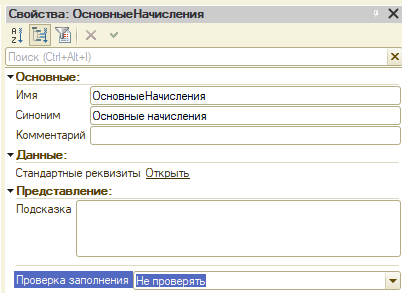 Свойства: ОсновныеНачисления
Поиск (Ctrl+Alt+I)
Основные:
Имя ОсновныеНачисления
Синоним Основные начисления
Комментарий
Данные:
Стандартные реквизиты Открыть
Представление:
Подсказка
Проверка заполнения Не проверять